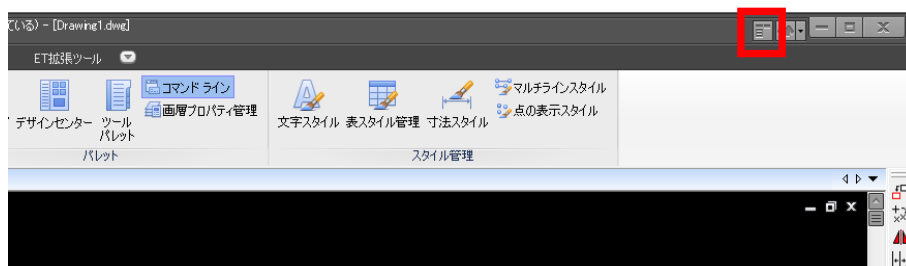 ている) - [Drawing1.dwg]
ET拡張ツール
コマンド ライン
マルチラインスタイル
画層プロパティ管理
点の表示スタイル
デザインセンター ツール 文字スタイル 表スタイル管理 寸法スタイル
パレット
パレット スタイル管理